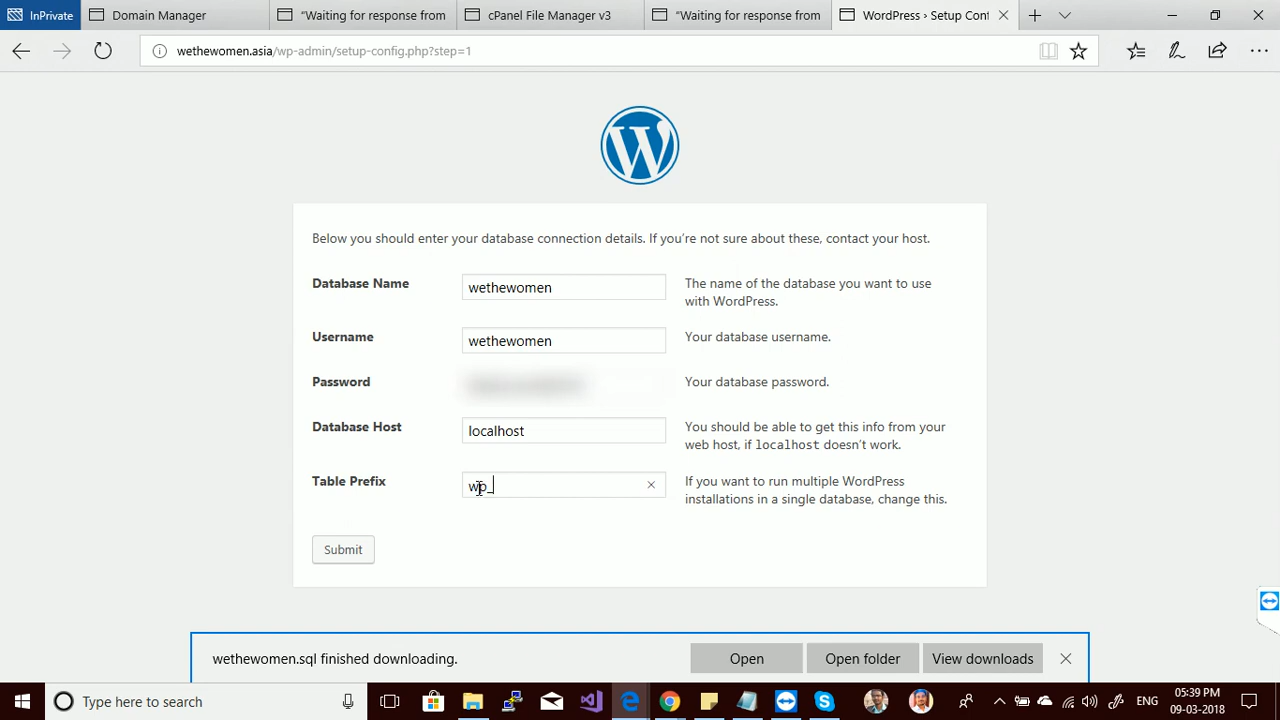 InPrivate
Domain Manager
"Waiting for response from
cPanel File Manager v3
"Waiting for response from
WordPress › Setup Conf
wethewomen.asia/wp-admin/setup-config.php?step=1
W
Below you should enter your database connection details. If you're not sure about these, contact your host.
Database Name
wethewomen
The name of the database you want to use
with WordPress.
Username
wethewomen
Your database username.
Password
Your database password.
Database Host
localhost
You should be able to get this info from your
web host, if localhost doesn't work.
Table Prefix
wp_
If you want to run multiple WordPress
installations in a single database, change this.
Submit
wethewomen.sql finished downloading.
Open
Open folder
View downloads
Type here to search
ENG
05:39 PM
09-03-2018